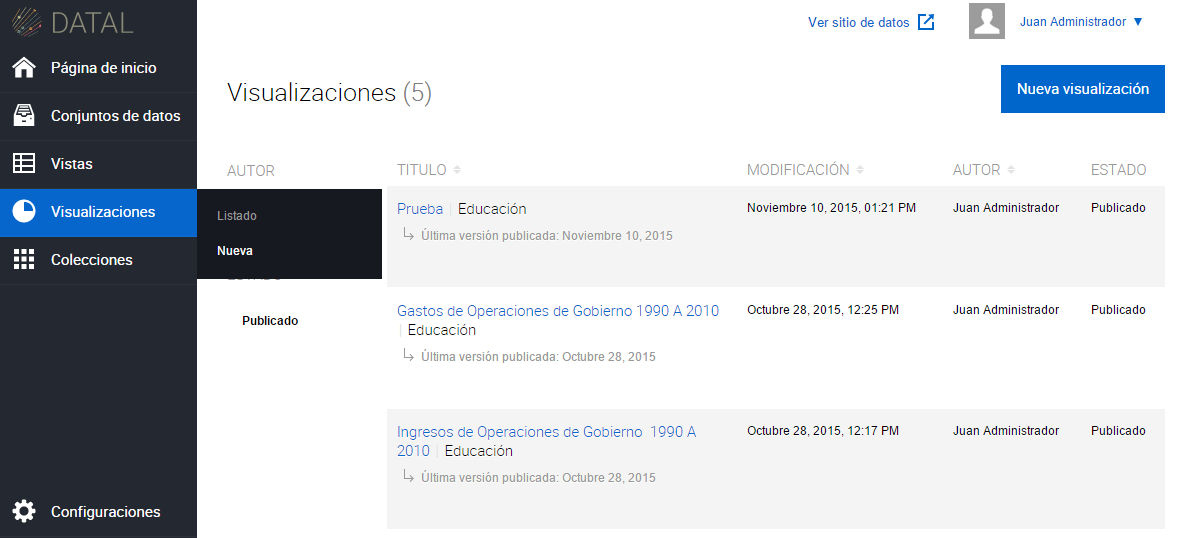 DATAL
Ver sitio de datos
Juan Administrador ▼
Página de inicio
Conjuntos de datos
Vistas
Visualizaciones
Listado
Nueva
Colecciones
Configuraciones
Visualizaciones (5)
Nueva visualización
AUTOR
Publicado
TITULO
MODIFICACIÓN
AUTOR
ESTADO
Prueba | Educación
Noviembre 10, 2015, 01:21 PM
Juan Administrador
Publicado
Última versión publicada: Noviembre 10, 2015
Gastos de Operaciones de Gobierno 1990 A 2010
| Educación
Octubre 28, 2015, 12:25 PM
Juan Administrador
Publicado
Última versión publicada: Octubre 28, 2015
Ingresos de Operaciones de Gobierno 1990 A
2010 | Educación
Octubre 28, 2015, 12:17 PM
Juan Administrador
Publicado
Última versión publicada: Octubre 28, 2015